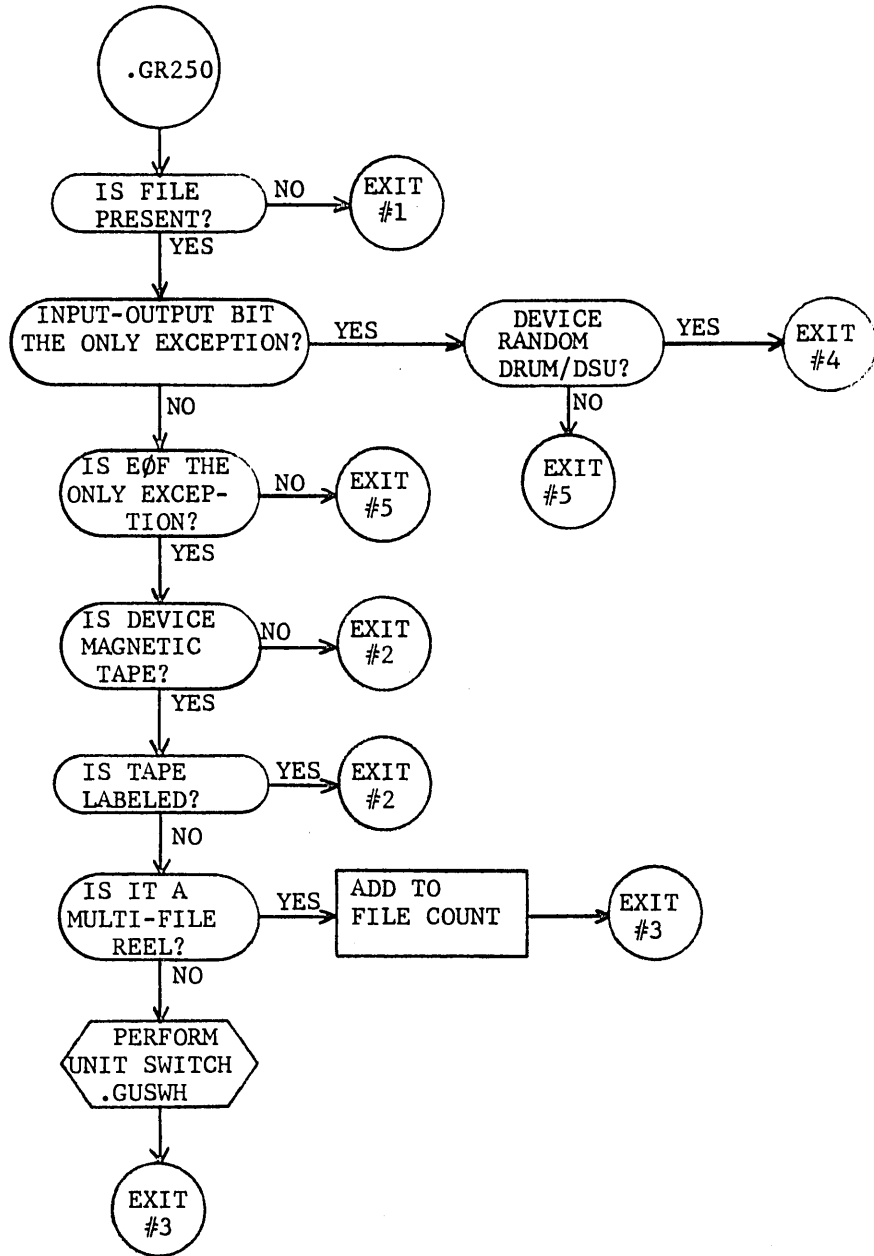 .GR250
IS FILE
PRESENT?
NO
EXIT
#1
YES
INPUT-OUTPUT BIT
THE ONLY EXCEPTION?
YES
DEVICE
RANDOM
DRUM/DSU?
YES
EXIT
#4
NO
NO
EXIT
#5
IS EØF THE
ONLY EXCEP-
TION?
NO
EXIT
#5
YES
IS DEVICE
MAGNETIC
TAPE?
NO
EXIT
#2
YES
IS TAPE
LABELED?
YES
EXIT
#2
NO
IS IT A
MULTI-FILE
REEL?
YES
ADD TO
FILE COUNT
EXIT
#3
NO
PERFORM
UNIT SWITCH
.GUSWH
EXIT
#3